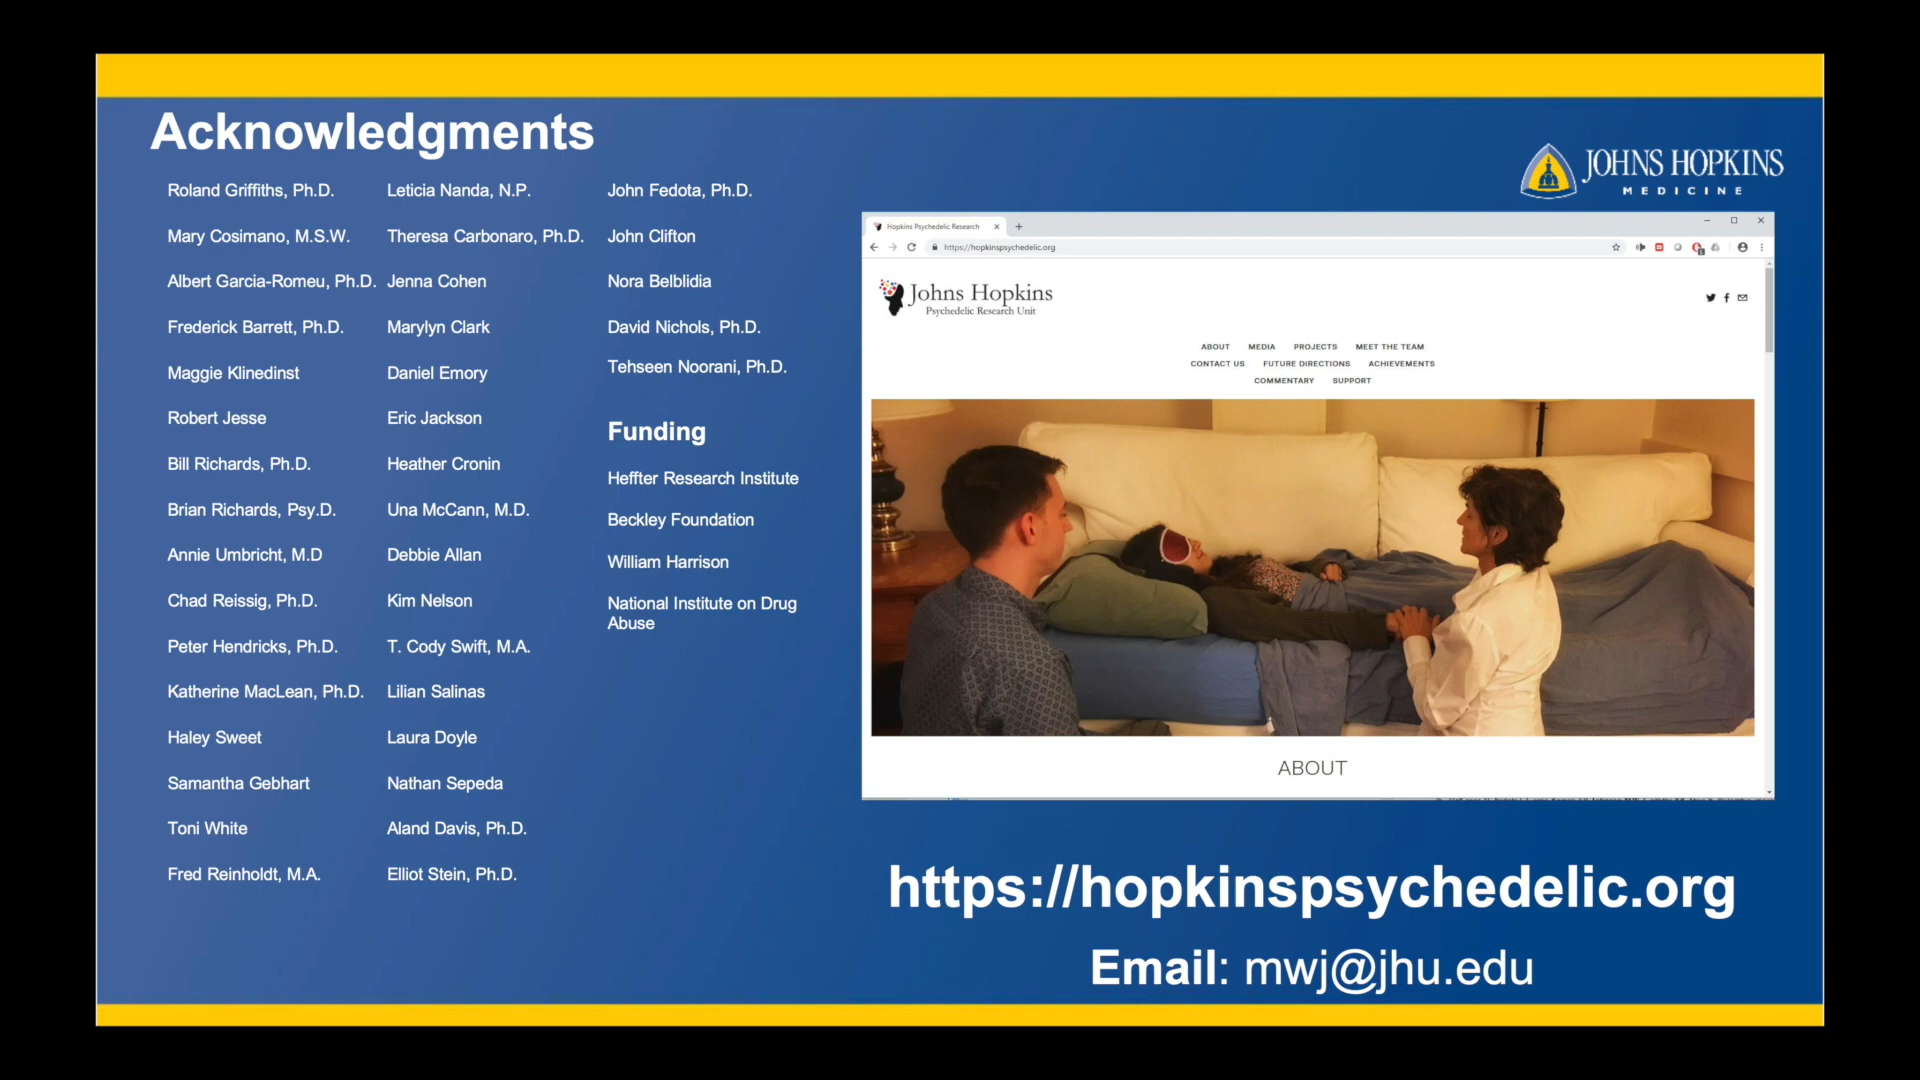 Acknowledgments
Roland Griffiths, Ph.D.
Mary Cosimano, M.S.W.
Albert Garcia-Romeu, Ph.D.
Frederick Barrett, Ph.D.
Maggie Klinedinst
Robert Jesse
Bill Richards, Ph.D.
Brian Richards, Psy.D.
Annie Umbricht, M.D
Chad Reissig, Ph.D.
Peter Hendricks, Ph.D.
Katherine MacLean, Ph.D.
Haley Sweet
Samantha Gebhart
Toni White
Fred Reinholdt, M.A.
Leticia Nanda, N.P.
Theresa Carbonaro, Ph.D.
Jenna Cohen
Marylyn Clark
Daniel Emory
Eric Jackson
Heather Cronin
Una McCann, M.D.
Debbie Allan
Kim Nelson
T. Cody Swift, M.A.
Lilian Salinas
Laura Doyle
Nathan Sepeda
Aland Davis, Ph.D.
Elliot Stein, Ph.D.
John Fedota, Ph.D.
John Clifton
Nora Belblidia
David Nichols, Ph.D.
Tehseen Noorani, Ph.D.
Funding
Heffter Research Institute
Beckley Foundation
William Harrison
National Institute on Drug
Abuse
JOHNS HOPKINS
MEDICINE
Hopkins Psychedelic Research
https://hopkinspsychedelic.org
Johns Hopkins
Psychedelic Research Unit
ABOUT MEDIA PROJECTS MEET THE TEAM
CONTACT US FUTURE DIRECTIONS ACHIEVEMENTS
COMMENTARY SUPPORT
ABOUT
https://hopkinspsychedelic.org
Email: mwj@jhu.edu